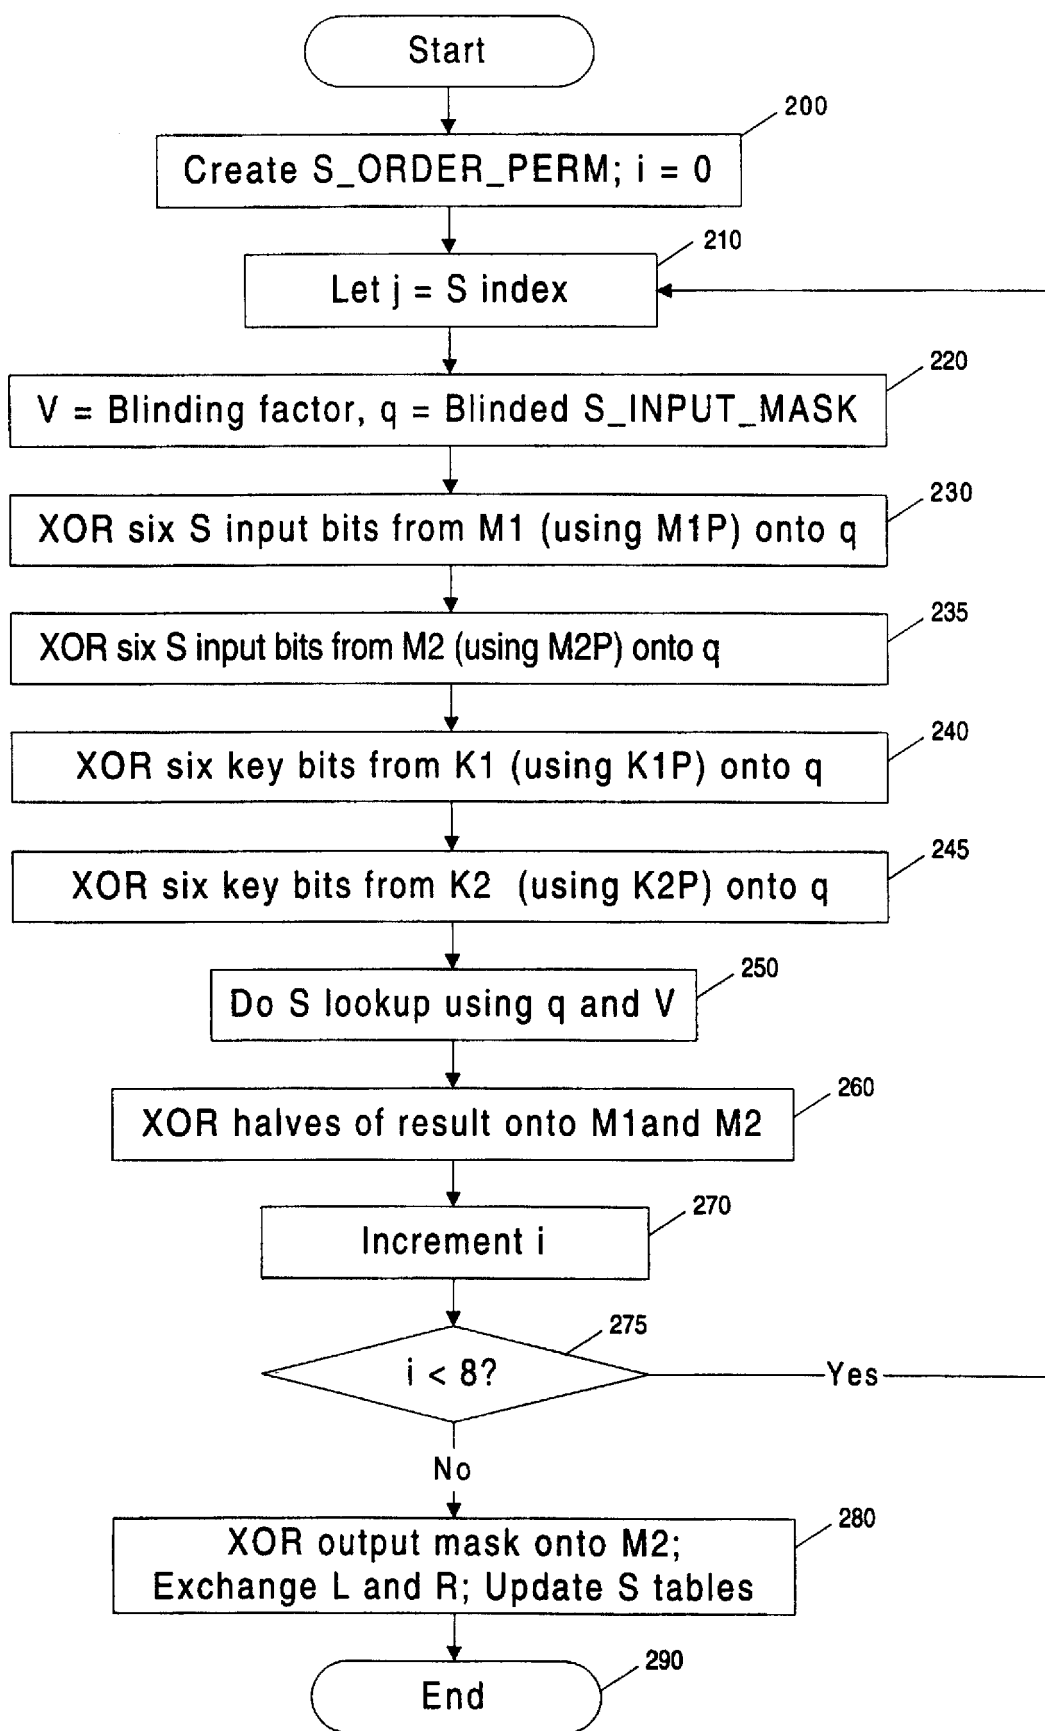 Start
200
Create S_ORDER_PERM; i = 0
210
Let j = S index
220
V = Blinding factor, q = Blinded S_INPUT_MASK
230
XOR six S input bits from M1 (using M1P) onto q
235
XOR six S input bits from M2 (using M2P) onto q
240
XOR six key bits from K1 (using K1P) onto q
245
XOR six key bits from K2 (using K2P) onto q
250
Do S lookup using q and V
260
XOR halves of result onto M1and M2
270
Increment i
275
i < 8?
Yes
No
280
XOR output mask onto M2;
Exchange L and R; Update S tables
290
End